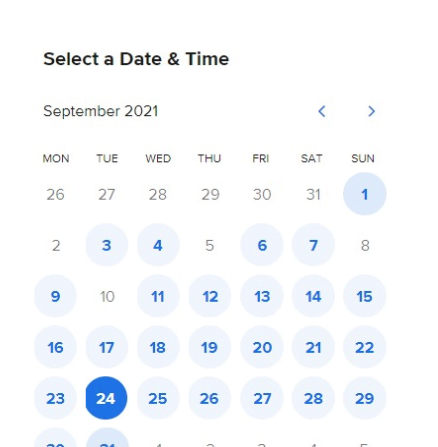 Select a Date & Time
September 2021
MON TUE WED THU FRI SAT SUN
26 27 28 29 30 31 1
2 3 4 5 6 7 8
9 10 11 12 13 14 15
16 17 18 19 20 21 22
23 24 25 26 27 28 29